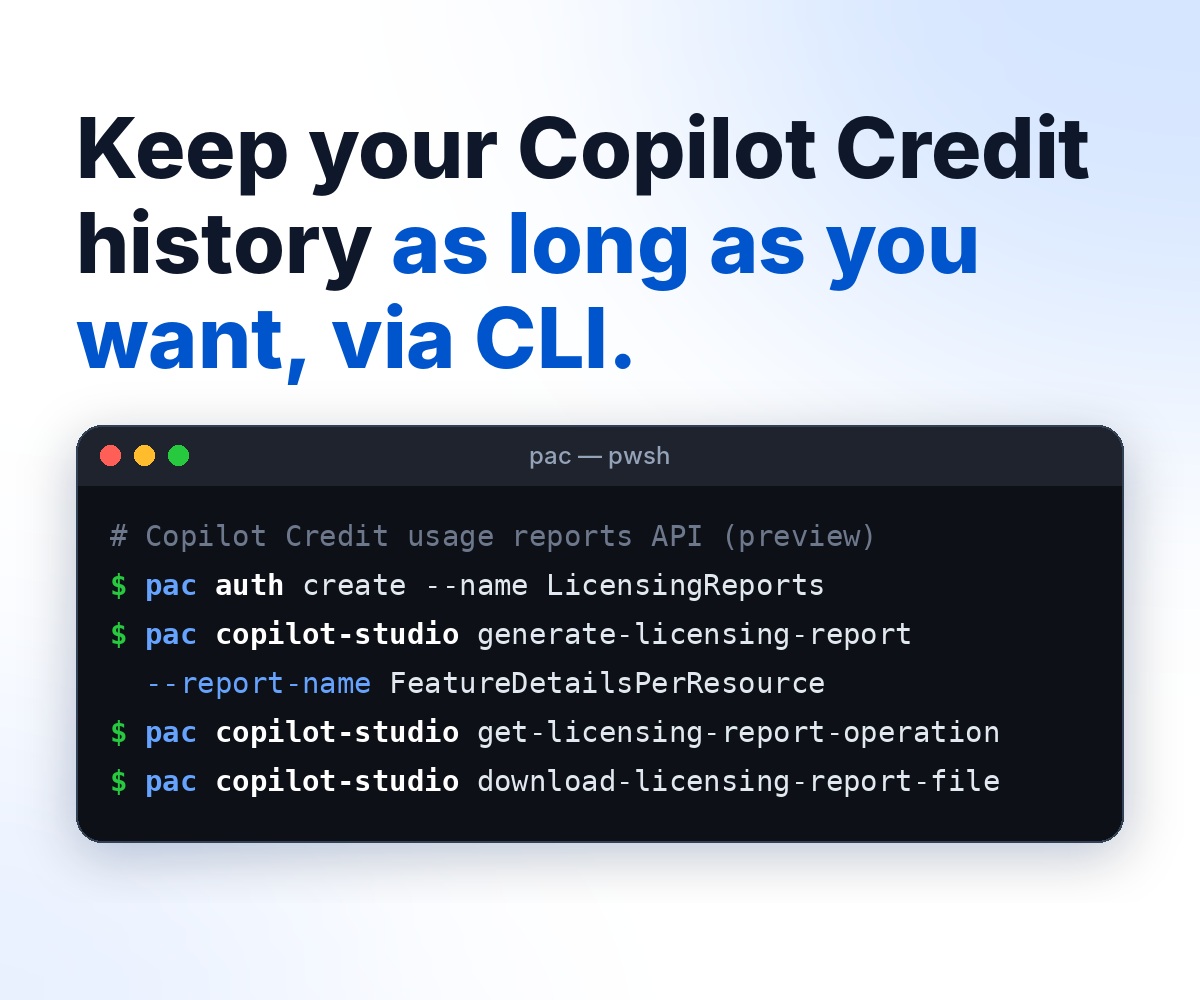 Keep your Copilot Credit
history as long as you
want, via CLI.
pac — pwsh
# Copilot Credit usage reports API (preview)
$ pac auth create --name LicensingReports
$ pac copilot-studio generate-licensing-report
--report-name FeatureDetailsPerResource
$ pac copilot-studio get-licensing-report-operation
$ pac copilot-studio download-licensing-report-file